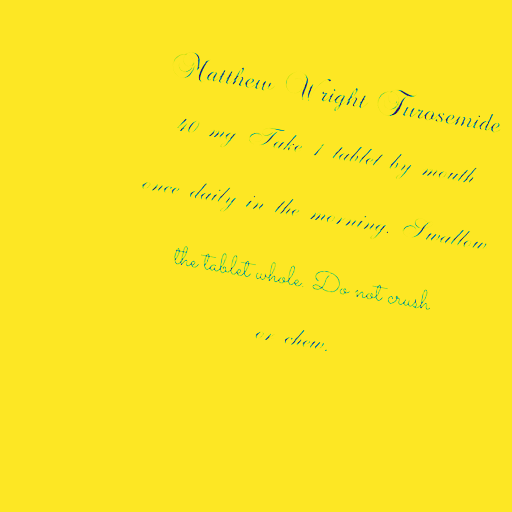 Matthew Wright Furosemide
40 mg Take 1 tablet by mouth
once daily in the morning. Swallow
the tablet whole. Do not crush
or chew.